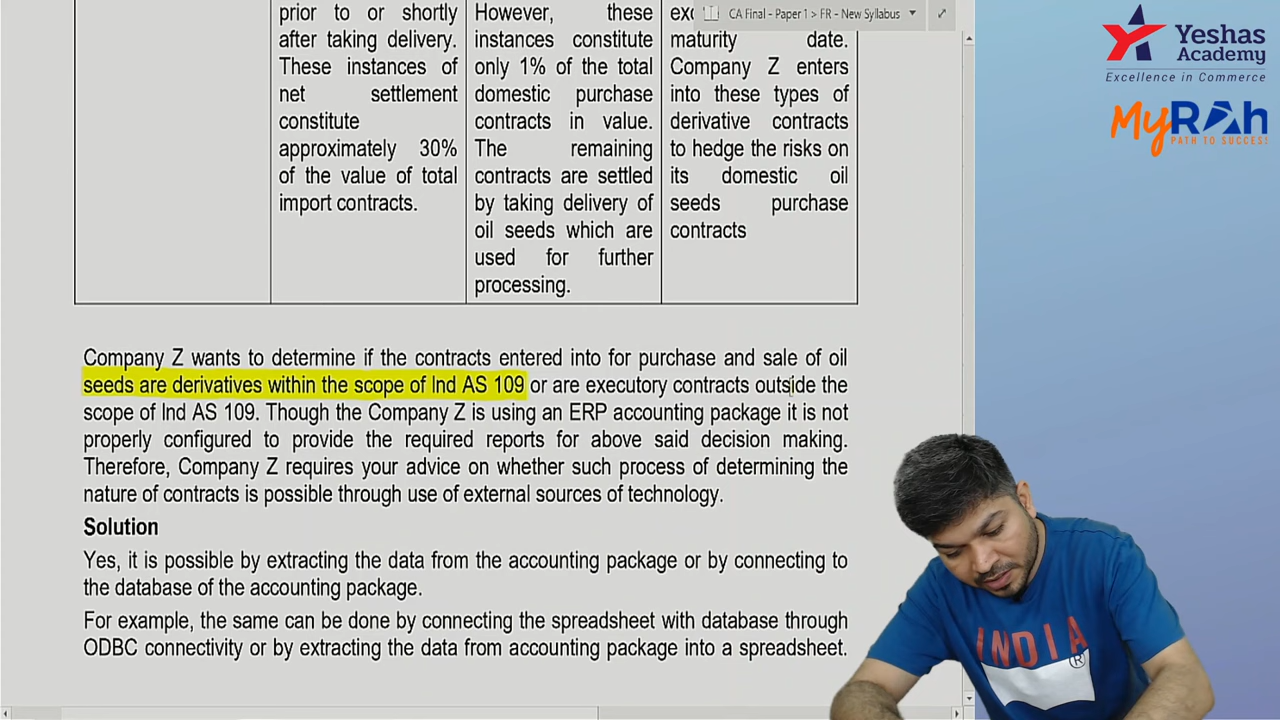 CA Final - Paper 1 > FR - New Syllabus
Yeshas
Academy
Excellence in Commerce
MyRAh
PATH TO SUCCESS
prior to or shortly
after taking delivery.
These instances of
net settlement
constitute
approximately 30%
of the value of total
import contracts.
However, these
instances constitute
only 1% of the total
domestic purchase
contracts in value.
The remaining
contracts are settled
by taking delivery of
oil seeds which are
used for further
processing.
maturity date.
Company Z enters
into these types of
derivative contracts
to hedge the risks on
its domestic oil
seeds purchase
contracts
Company Z wants to determine if the contracts entered into for purchase and sale of oil
seeds are derivatives within the scope of Ind AS 109 or are executory contracts outside the
scope of Ind AS 109. Though the Company Z is using an ERP accounting package it is not
properly configured to provide the required reports for above said decision making.
Therefore, Company Z requires your advice on whether such process of determining the
nature of contracts is possible through use of external sources of technology.
Solution
Yes, it is possible by extracting the data from the accounting package or by connecting to
the database of the accounting package.
For example, the same can be done by connecting the spreadsheet with database through
ODBC connectivity or by extracting the data from accounting package into a spreadsheet.
INDIA
®